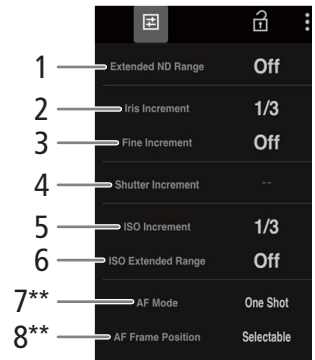 1 Extended ND Range Off
2 Iris Increment 1/3
3 Fine Increment Off
4 Shutter Increment --
5 ISO Increment 1/3
6 ISO Extended Range Off
7** AF Mode One Shot
8** AF Frame Position Selectable